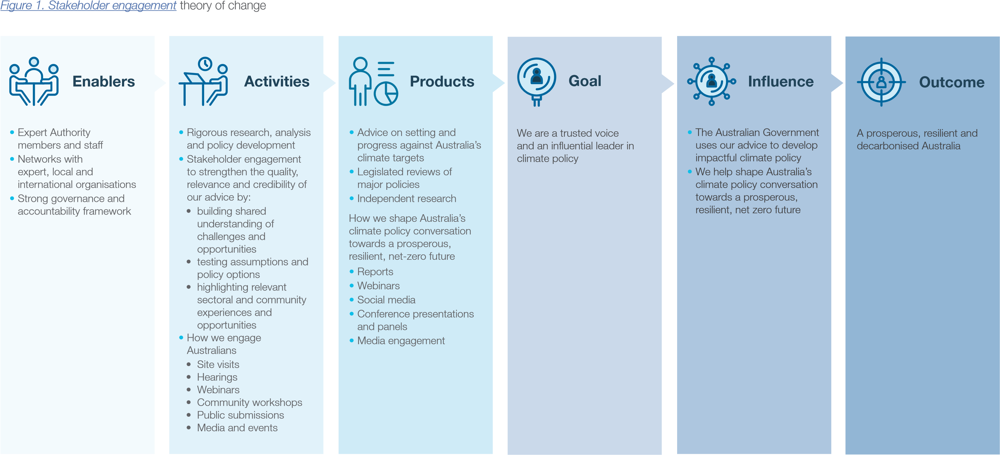 Figure 1. Stakeholder engagement theory of change
Enablers
• Expert Authority
members and staff
• Networks with
expert, local and
international organisations
• Strong governance and
accountability framework
Activities
• Rigorous research, analysis
and policy development
• Stakeholder engagement
to strengthen the quality,
relevance and credibility of
our advice by:
• building shared
understanding of
challenges and
opportunities
• testing assumptions and
policy options
• highlighting relevant
sectoral and community
experiences and
opportunities
• How we engage
Australians
• Site visits
• Hearings
• Webinars
• Community workshops
• Public submissions
• Media and events
Products
• Advice on setting and
progress against Australia’s
climate targets
• Legislated reviews of
major policies
• Independent research
How we shape Australia’s
climate policy conversation
towards a prosperous,
resilient, net-zero future
• Reports
• Webinars
• Social media
• Conference presentations
and panels
• Media engagement
Goal
We are a trusted voice
and an influential leader in
climate policy
Influence
• The Australian Government
uses our advice to develop
impactful climate policy
• We help shape Australia’s
climate policy conversation
towards a prosperous,
resilient, net zero future
Outcome
A prosperous, resilient and
decarbonised Australia